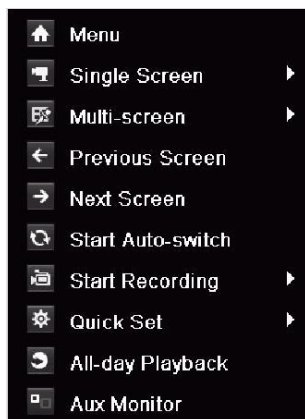 Menu
Single Screen
Multi-screen
Previous Screen
Next Screen
Start Auto-switch
Start Recording
Quick Set
All-day Playback
Aux Monitor